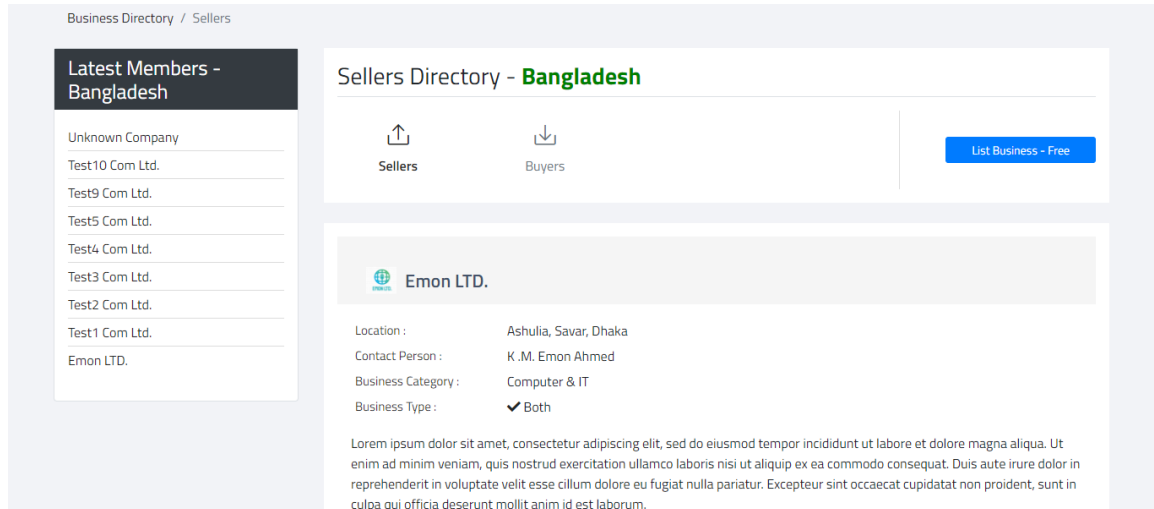 Business Directory / Sellers
Latest Members -
Bangladesh
Unknown Company
Test10 Com Ltd.
Test9 Com Ltd.
Test5 Com Ltd.
Test4 Com Ltd.
Test3 Com Ltd.
Test2 Com Ltd.
Test1 Com Ltd.
Emon LTD.
Sellers Directory - Bangladesh
Sellers
Buyers
List Business - Free
EMON LTD.
Emon LTD.
Location : Ashulia, Savar, Dhaka
Contact Person : K .M. Emon Ahmed
Business Category : Computer & IT
Business Type : ✔ Both
Lorem ipsum dolor sit amet, consectetur adipiscing elit, sed do eiusmod tempor incididunt ut labore et dolore magna aliqua. Ut
enim ad minim veniam, quis nostrud exercitation ullamco laboris nisi ut aliquip ex ea commodo consequat. Duis aute irure dolor in
reprehenderit in voluptate velit esse cillum dolore eu fugiat nulla pariatur. Excepteur sint occaecat cupidatat non proident, sunt in
culpa qui officia deserunt mollit anim id est laborum.